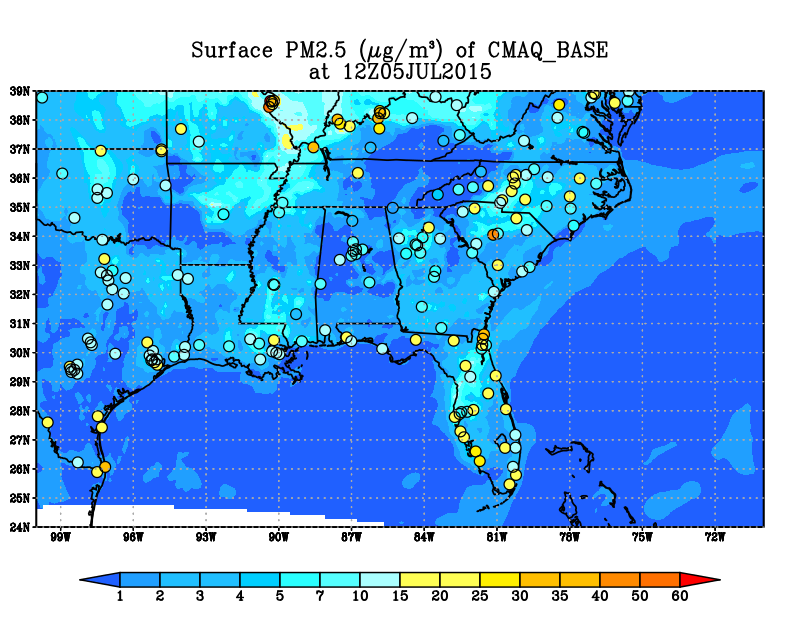 Surface PM2.5 (μg/m³) of CMAQ_BASE
at 12Z05JUL2015
39N
38N
37N
36N
35N
34N
33N
32N
31N
30N
29N
28N
27N
26N
25N
24N
99W 96W 93W 90W 87W 84W 81W 78W 75W 72W
1 2 3 4 5 7 10 15 20 25 30 35 40 50 60